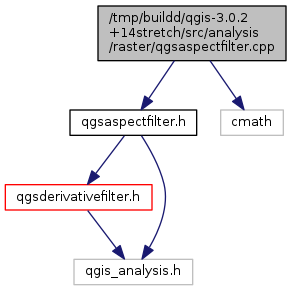 /tmp/buildd/qgis-3.0.2
+14stretch/src/analysis
/raster/qgsaspectfilter.cpp
qgsaspectfilter.h
cmath
qgsderivativefilter.h
qgis_analysis.h